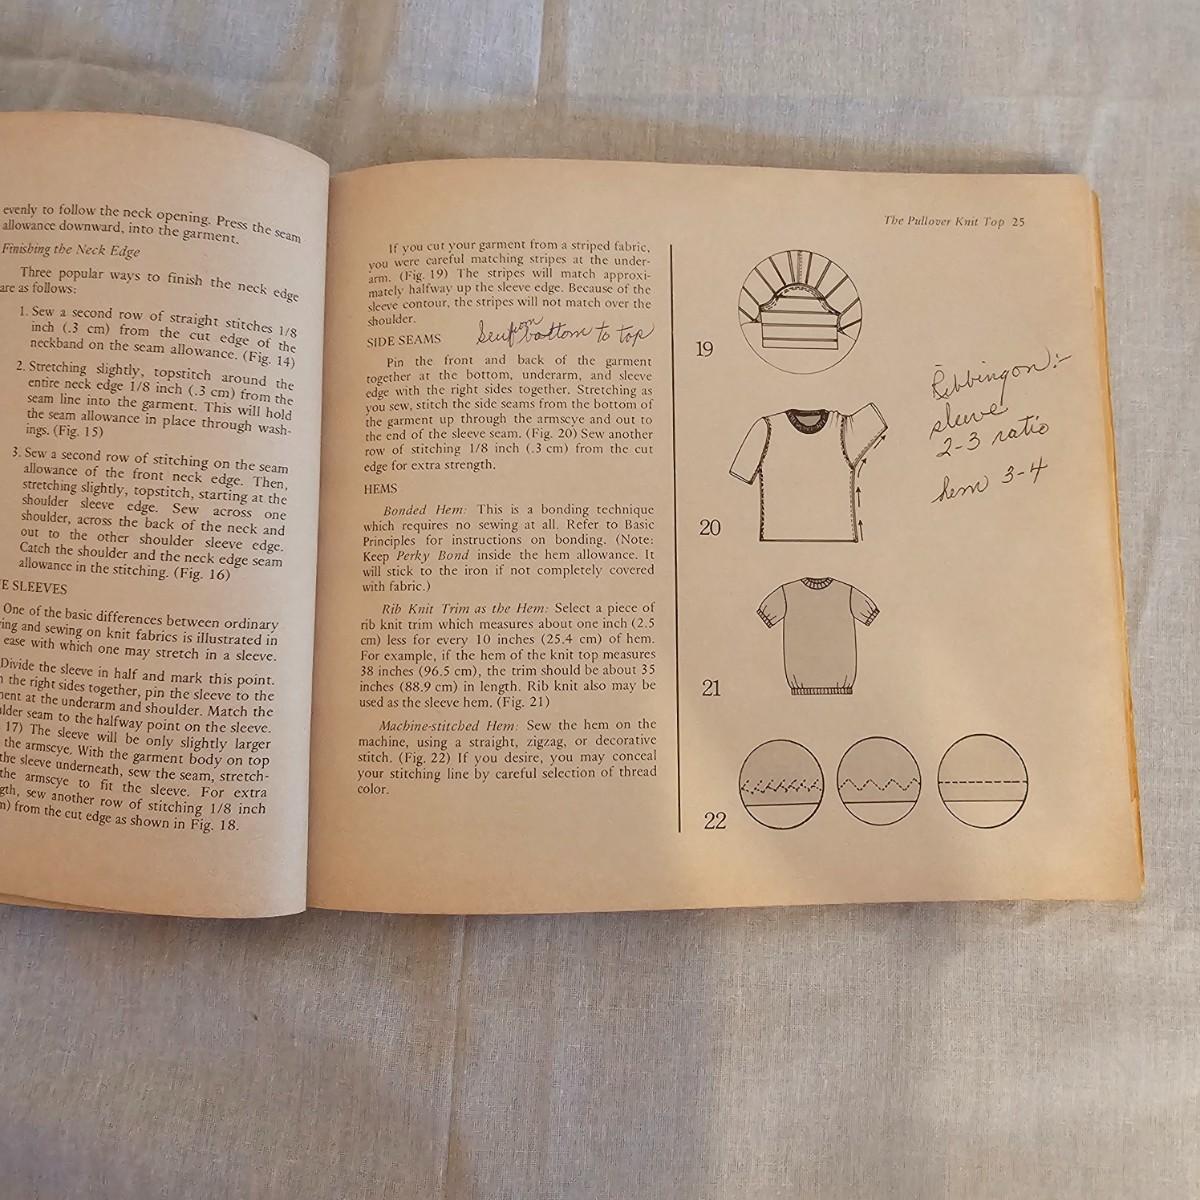 evenly to follow the neck opening. Press the seam
allowance downward, into the garment.
Finishing the Neck Edge
Three popular ways to finish the neck edge
are as follows:
1. Sew a second row of straight stitches 1/8
inch (.3 cm) from the cut edge of the
neckband on the seam allowance. (Fig. 14)
2. Stretching slightly, topstitch around the
entire neck edge 1/8 inch (.3 cm) from the
seam line into the garment. This will hold
the seam allowance in place through wash-
ings. (Fig. 15)
3. Sew a second row of stitching on the seam
allowance of the front neck edge. Then,
stretching slightly, topstitch, starting at the
shoulder sleeve edge. Sew across one
shoulder, across the back of the neck and
out to the other shoulder sleeve edge.
Catch the shoulder and the neck edge seam
allowance in the stitching. (Fig. 16)
E SLEEVES
One of the basic differences between ordinary
ing and sewing on knit fabrics is illustrated in
ease with which one may stretch in a sleeve.
Divide the sleeve in half and mark this point.
the right sides together, pin the sleeve to the
ment at the underarm and shoulder. Match the
lder seam to the halfway point on the sleeve.
17) The sleeve will be only slightly larger
the armscye. With the garment body on top
the sleeve underneath, sew the seam, stretch-
the armscye to fit the sleeve. For extra
gth, sew another row of stitching 1/8 inch
m) from the cut edge as shown in Fig. 18.
The Pullover Knit Top 25
If you cut your garment from a striped fabric,
you were careful matching stripes at the under-
arm. (Fig. 19) The stripes will match approxi-
mately halfway up the sleeve edge. Because of the
sleeve contour, the stripes will not match over the
shoulder.
SIDE SEAMS
from
bottom to top
Pin the front and back of the garment
together at the bottom, underarm, and sleeve
edge with the right sides together. Stretching as
you sew, stitch the side seams from the bottom of
the garment up through the armscye and out to
the end of the sleeve seam. (Fig. 20) Sew another
row of stitching 1/8 inch (.3 cm) from the cut
edge for extra strength.
HEMS
Bonded Hem: This is a bonding technique
which requires no sewing at all. Refer to Basic
Principles for instructions on bonding. (Note:
Keep Perky Bond inside the hem allowance. It
will stick to the iron if not completely covered
with fabric.)
Rib Knit Trim as the Hem: Select a piece of
rib knit trim which measures about one inch (2.5
cm) less for every 10 inches (25.4 cm) of hem.
For example, if the hem of the knit top measures
38 inches (96.5 cm), the trim should be about 35
inches (88.9 cm) in length. Rib knit also may be
used as the sleeve hem. (Fig. 21)
Machine-stitched Hem: Sew the hem on the
machine, using a straight, zigzag, or decorative
stitch. (Fig. 22) If you desire, you may conceal
your stitching line by careful selection of thread
color.
19
20
21
22
Ribbing on:-
sleeve
2-3 ratio
hem 3-4